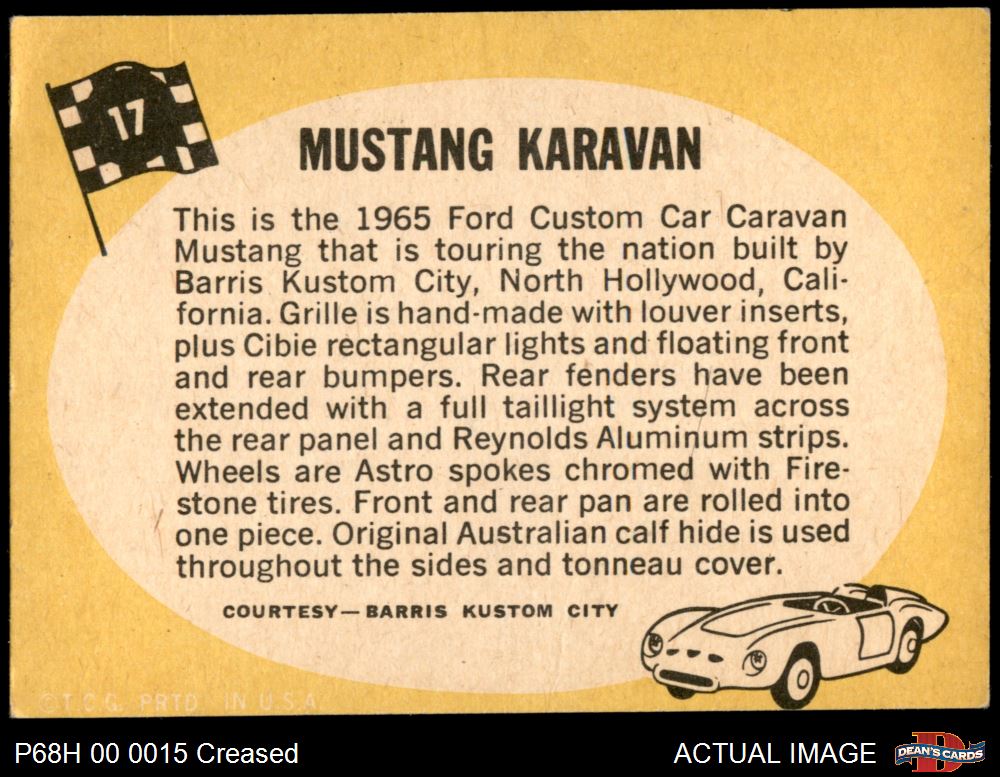 17
MUSTANG KARAVAN
This is the 1965 Ford Custom Car Caravan
Mustang that is touring the nation built by
Barris Kustom City, North Hollywood, Cali-
fornia. Grille is hand-made with louver inserts,
plus Cibie rectangular lights and floating front
and rear bumpers. Rear fenders have been
extended with a full taillight system across
the rear panel and Reynolds Aluminum strips.
Wheels are Astro spokes chromed with Fire-
stone tires. Front and rear pan are rolled into
one piece. Original Australian calf hide is used
throughout the sides and tonneau cover.
COURTESY—BARRIS KUSTOM CITY
© T.C.G. PRTD. IN U.S.A.
P68H 00 0015 Creased
ACTUAL IMAGE
D
DEAN'S CARDS